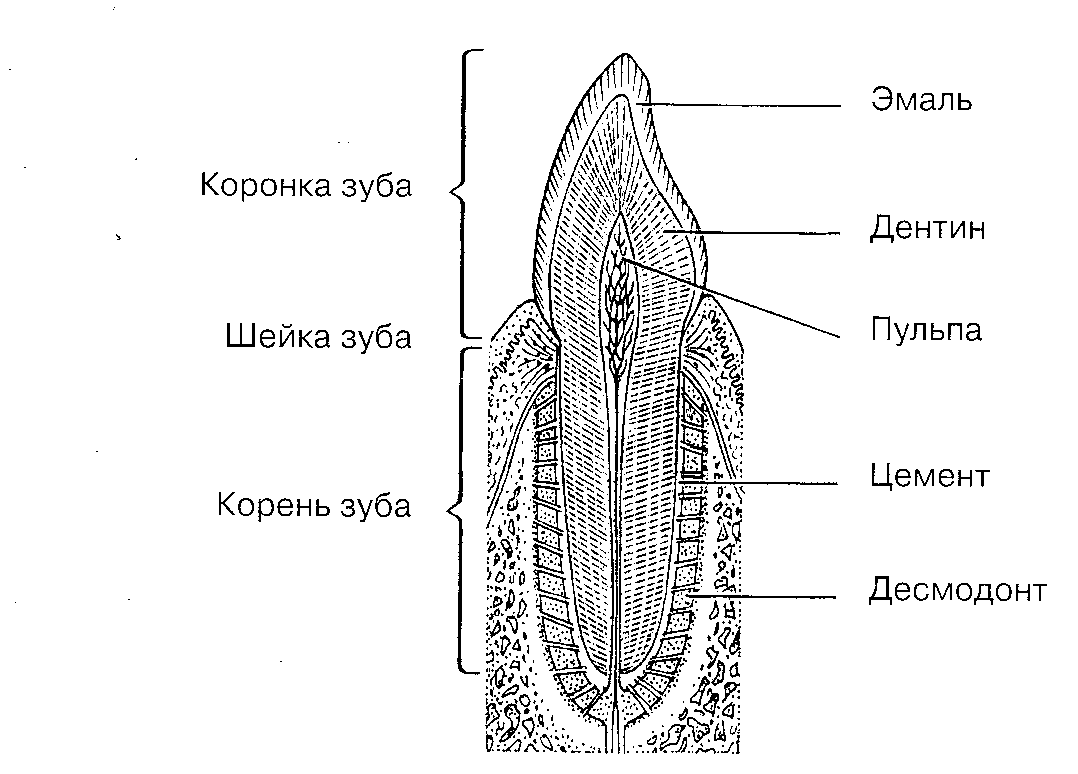 Эмаль
Коронка зуба
Дентин
Шейка зуба
Пульпа
Цемент
Корень зуба
Десмодонт